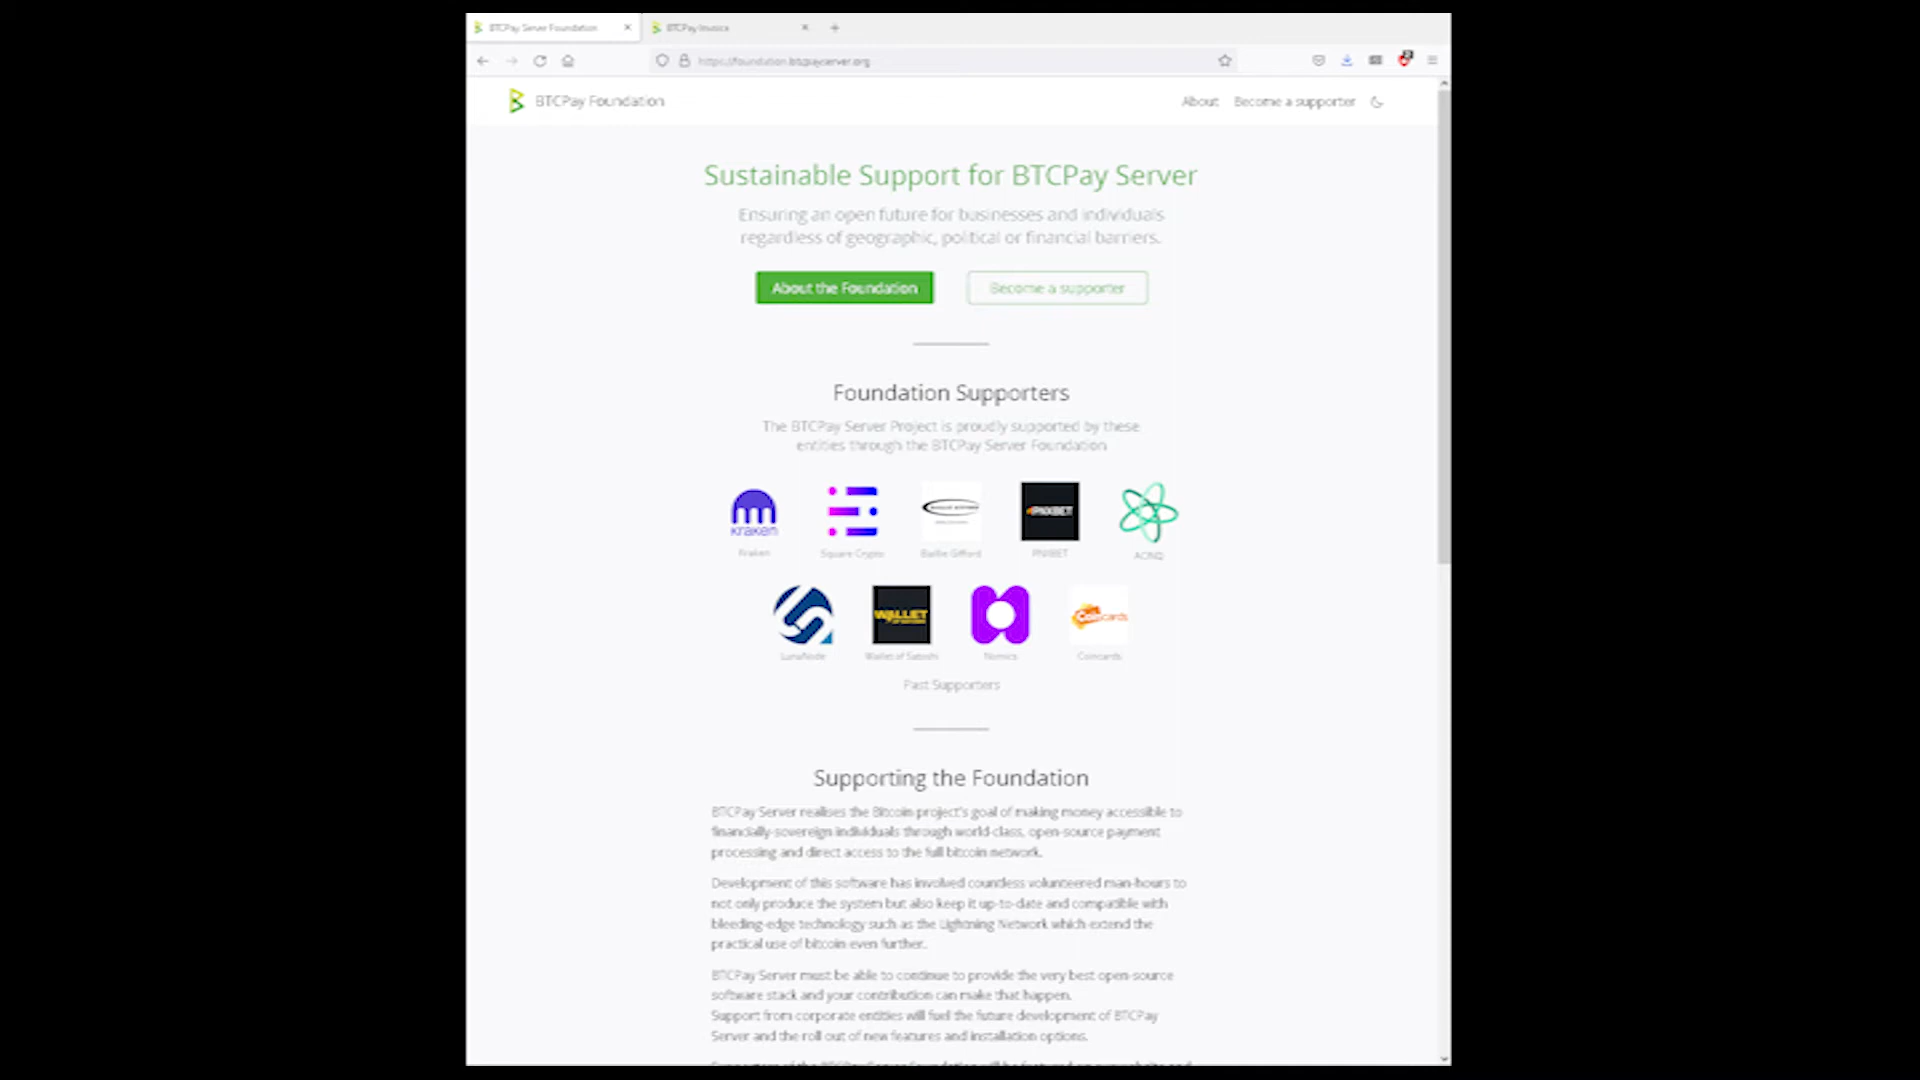 BTCPay Server Foundation
BTCPay Invoice
https://foundation.btcpayserver.org
BTCPay Foundation
About
Become a supporter
Sustainable Support for BTCPay Server
Ensuring an open future for businesses and individuals
regardless of geographic, political or financial barriers.
About the Foundation
Become a supporter
Foundation Supporters
The BTCPay Server Project is proudly supported by these
entities through the BTCPay Server Foundation
kraken
PNXBET
Kraken
Square Crypto
Baillie Gifford
PNXBET
ACINQ
WALLET
Coincards
LunaNode
Wallet of Satoshi
Nomics
Coincards
Past Supporters
Supporting the Foundation
BTCPay Server realises the Bitcoin project's goal of making money accessible to
financially-sovereign individuals through world-class, open-source payment
processing and direct access to the full bitcoin network.
Development of this software has involved countless volunteered man-hours to
not only produce the system but also keep it up-to-date and compatible with
bleeding-edge technology such as the Lightning Network which extend the
practical use of bitcoin even further.
BTCPay Server must be able to continue to provide the very best open-source
software stack and your contribution can make that happen.
Support from corporate entities will fuel the future development of BTCPay
Server and the roll out of new features and installation options.